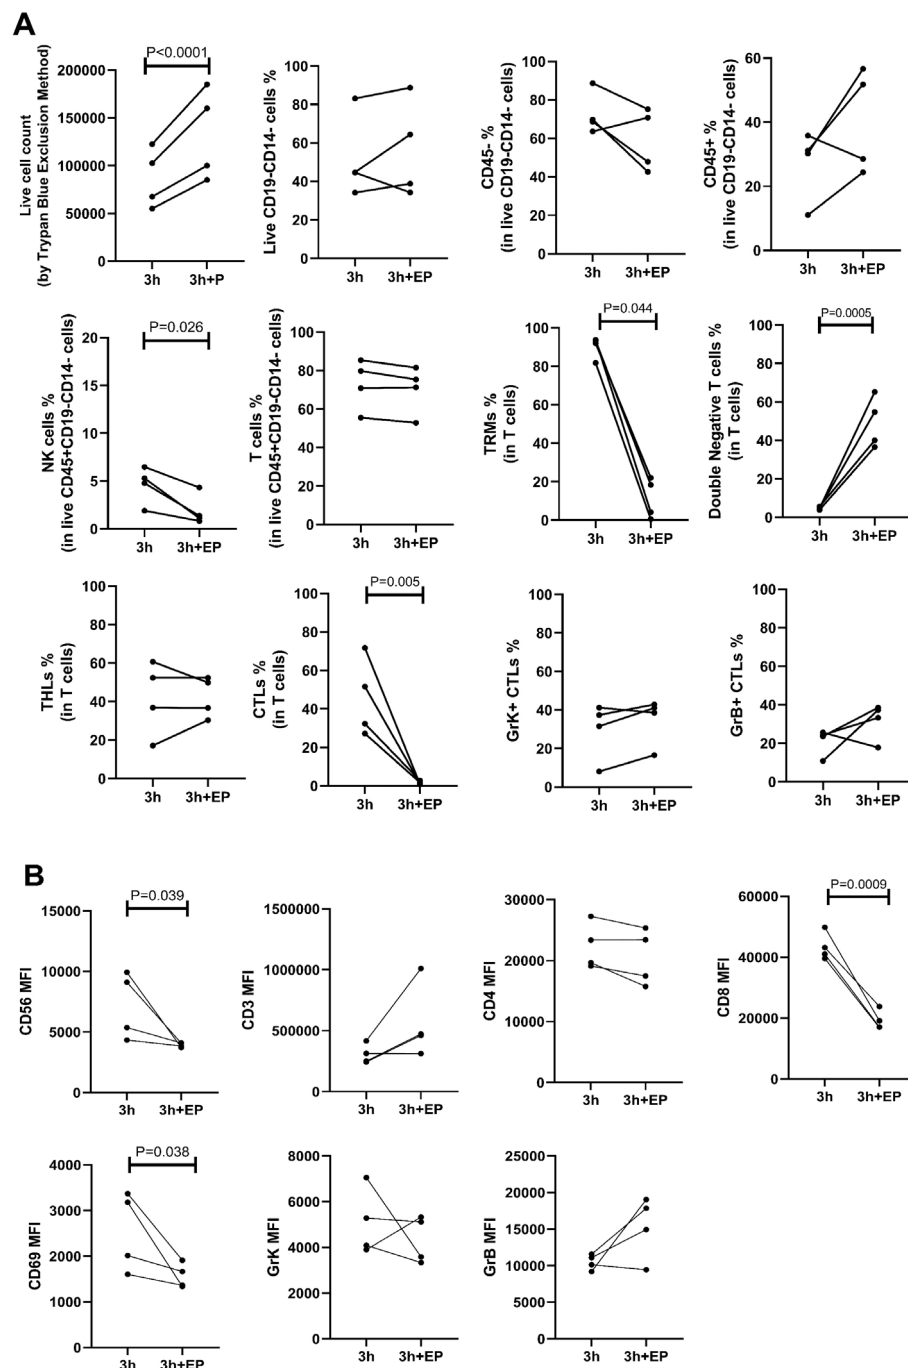 A
P<0.0001
Live cell count
(by Trypan Blue Exclusion Method)
200000
150000
100000
50000
0
3h
3h+P
Live CD19-CD14- cells %
100
80
60
40
20
0
3h
3h+EP
CD45- %
(in live CD19-CD14- cells)
100
80
60
40
20
0
3h
3h+EP
CD45+ %
(in live CD19-CD14- cells)
60
40
20
0
3h
3h+EP
P=0.026
NK cells %
(in live CD45+CD19-CD14- cells)
20
15
10
5
0
3h
3h+EP
T cells %
(in live CD45+CD19-CD14- cells)
100
80
60
40
20
0
3h
3h+EP
P=0.044
TRMs %
(in T cells)
100
80
60
40
20
0
3h
3h+EP
P=0.0005
Double Negative T cells %
(in T cells)
100
80
60
40
20
0
3h
3h+EP
THLs %
(in T cells)
100
80
60
40
20
0
3h
3h+EP
P=0.005
CTLs %
(in T cells)
100
80
60
40
20
0
3h
3h+EP
GrK+ CTLs %
100
80
60
40
20
0
3h
3h+EP
GrB+ CTLs %
100
80
60
40
20
0
3h
3h+EP
B
P=0.039
CD56 MFI
15000
10000
5000
0
3h
3h+EP
CD3 MFI
1500000
1000000
500000
0
3h
3h+EP
CD4 MFI
30000
20000
10000
0
3h
3h+EP
P=0.0009
CD8 MFI
60000
40000
20000
0
3h
3h+EP
P=0.038
CD69 MFI
4000
3000
2000
1000
0
3h
3h+EP
GrK MFI
8000
6000
4000
2000
0
3h
3h+EP
GrB MFI
25000
20000
15000
10000
5000
0
3h
3h+EP